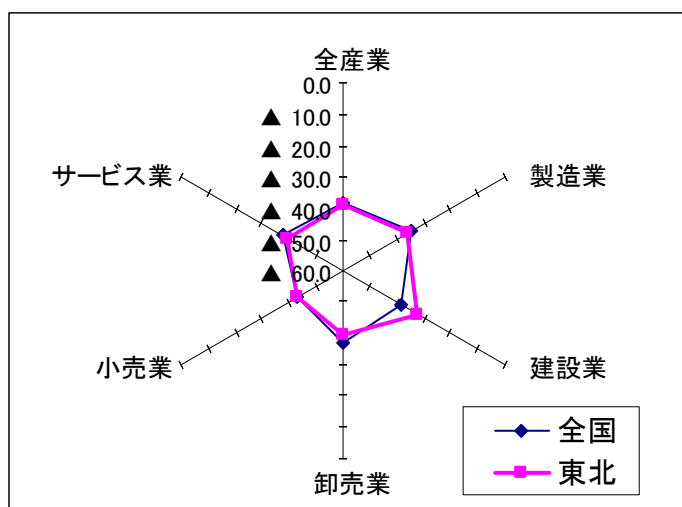 全産業
0.0
▲ 10.0
▲ 20.0
▲ 30.0
▲ 40.0
▲ 50.0
▲ 60.0
サービス業
製造業
小売業
建設業
卸売業
全国
東北